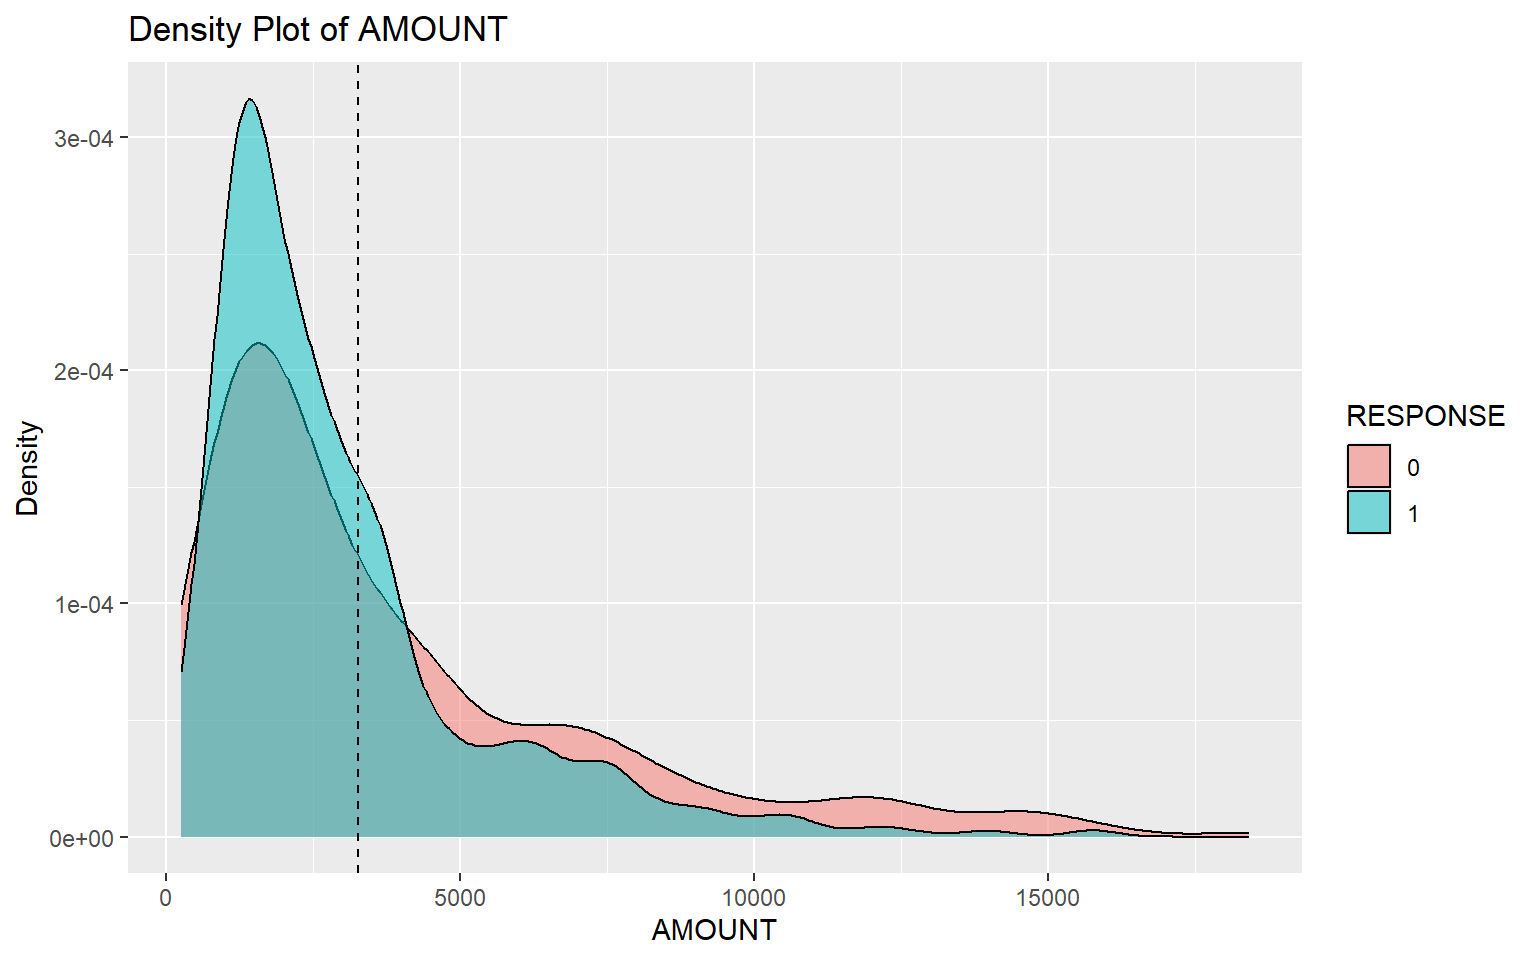 Density Plot of AMOUNT
3e-04
2e-04
1e-04
0e+00
Density
0
5000
10000
15000
AMOUNT
RESPONSE
0
1